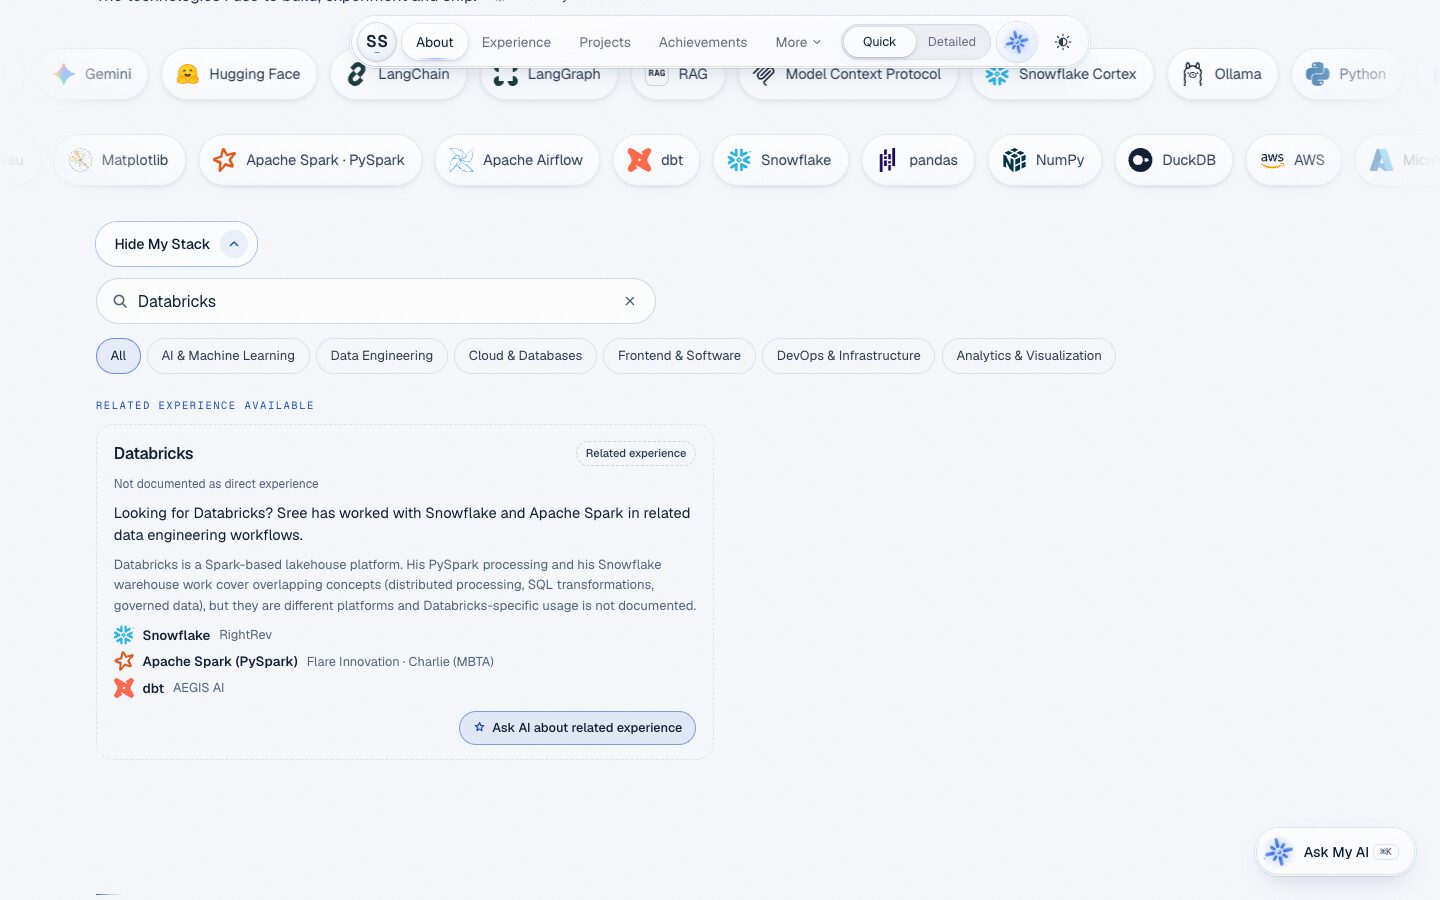 SS About Experience Projects Achievements More Quick Detailed
Gemini Hugging Face LangChain LangGraph RAG RAG Model Context Protocol Snowflake Cortex Ollama Python
Matplotlib Apache Spark · PySpark Apache Airflow dbt Snowflake pandas NumPy DuckDB aws AWS
Hide My Stack
Databricks
All AI & Machine Learning Data Engineering Cloud & Databases Frontend & Software DevOps & Infrastructure Analytics & Visualization
RELATED EXPERIENCE AVAILABLE
Databricks
Related experience
Not documented as direct experience
Looking for Databricks? Sree has worked with Snowflake and Apache Spark in related
data engineering workflows.
Databricks is a Spark-based lakehouse platform. His PySpark processing and his Snowflake
warehouse work cover overlapping concepts (distributed processing, SQL transformations,
governed data), but they are different platforms and Databricks-specific usage is not documented.
Snowflake RightRev
Apache Spark (PySpark) Flare Innovation · Charlie (MBTA)
dbt AEGIS AI
Ask AI about related experience
Ask My AI ⌘K